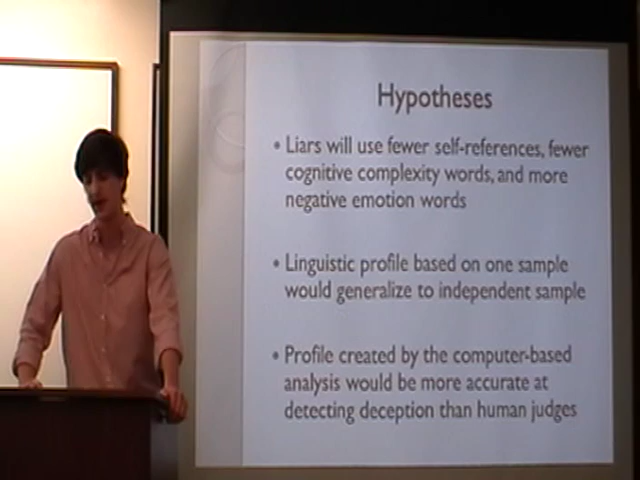 Hypotheses
• Liars will use fewer self-references, fewer
cognitive complexity words, and more
negative emotion words
• Linguistic profile based on one sample
would generalize to independent sample
• Profile created by the computer-based
analysis would be more accurate at
detecting deception than human judges